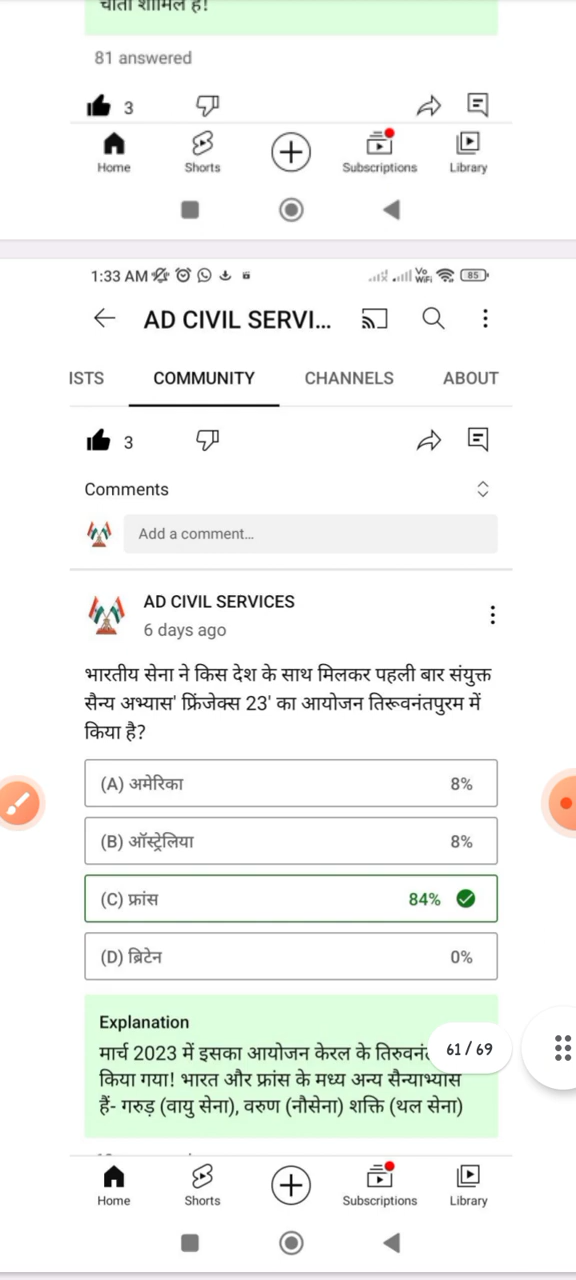 चीता शामिल है!
81 answered
3
Home Shorts Subscriptions Library
1:33 AM Vo WiFi 85
AD CIVIL SERVI...
ISTS COMMUNITY CHANNELS ABOUT
3
Comments
Add a comment...
AD CIVIL SERVICES
6 days ago
भारतीय सेना ने किस देश के साथ मिलकर पहली बार संयुक्त
सैन्य अभ्यास' फ्रिंजेक्स 23' का आयोजन तिरूवनंतपुरम में
किया है?
(A) अमेरिका 8%
(B) ऑस्ट्रेलिया 8%
(C) फ्रांस 84%
(D) ब्रिटेन 0%
Explanation
मार्च 2023 में इसका आयोजन केरल के
61 / 69
किया गया! भारत और फ्रांस के मध्य अन्य सैन्याभ्यास
हैं- गरुड़ (वायु सेना), वरुण (नौसेना) शक्ति (थल सेना)
Home Shorts Subscriptions Library